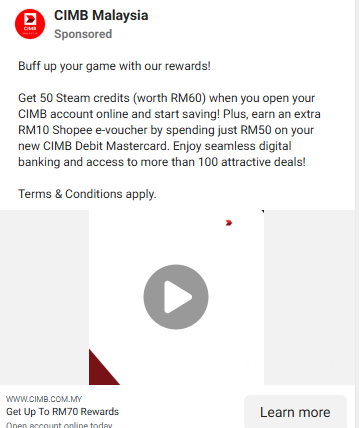 CIMB
CIMB Malaysia
Sponsored
Buff up your game with our rewards!
Get 50 Steam credits (worth RM60) when you open your
CIMB account online and start saving! Plus, earn an extra
RM10 Shopee e-voucher by spending just RM50 on your
new CIMB Debit Mastercard. Enjoy seamless digital
banking and access to more than 100 attractive deals!
Terms & Conditions apply.
WWW.CIMB.COM.MY
Get Up To RM70 Rewards
Open account online today
Learn more